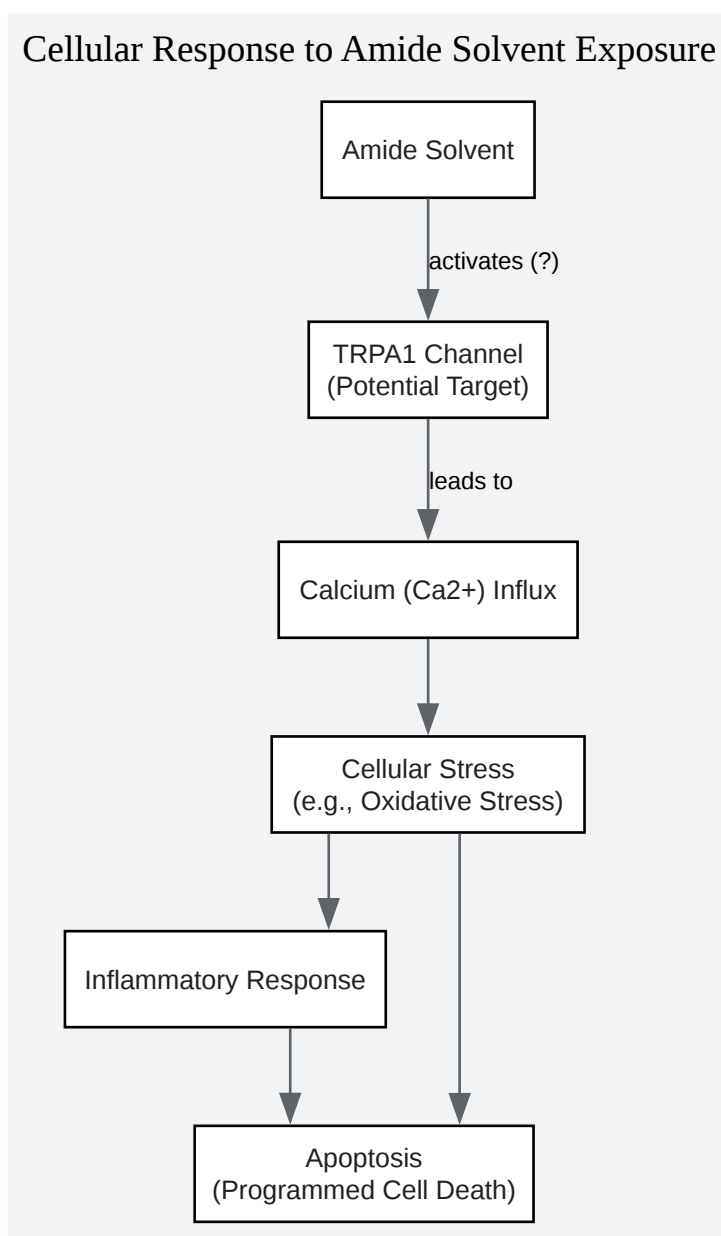 Cellular Response to Amide Solvent Exposure
Amide Solvent
activates (?)
TRPA1 Channel
(Potential Target)
leads to
Calcium (Ca2+) Influx
Cellular Stress
(e.g., Oxidative Stress)
Inflammatory Response
Apoptosis
(Programmed Cell Death)